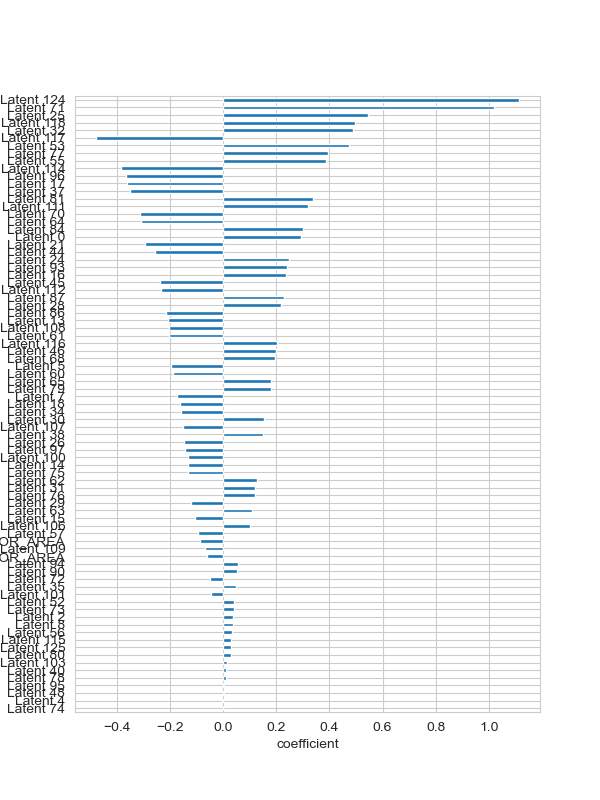 Latent 124
Latent 71
Latent 25
Latent 118
Latent 32
Latent 117
Latent 53
Latent 77
Latent 55
Latent 114
Latent 96
Latent 17
Latent 37
Latent 81
Latent 111
Latent 70
Latent 64
Latent 84
Latent 0
Latent 21
Latent 44
Latent 24
Latent 93
Latent 16
Latent 45
Latent 112
Latent 87
Latent 28
Latent 86
Latent 13
Latent 108
Latent 61
Latent 116
Latent 46
Latent 68
Latent 5
Latent 60
Latent 65
Latent 79
Latent 7
Latent 18
Latent 34
Latent 30
Latent 107
Latent 38
Latent 26
Latent 97
Latent 100
Latent 14
Latent 75
Latent 62
Latent 31
Latent 76
Latent 29
Latent 63
Latent 15
Latent 106
Latent 57
OR_AREA
Latent 109
OR_AREA
Latent 94
Latent 90
Latent 72
Latent 35
Latent 101
Latent 52
Latent 73
Latent 2
Latent 8
Latent 56
Latent 115
Latent 125
Latent 80
Latent 103
Latent 40
Latent 78
Latent 95
Latent 48
Latent 4
Latent 74
−0.4 −0.2 0.0 0.2 0.4 0.6 0.8 1.0
coefficient